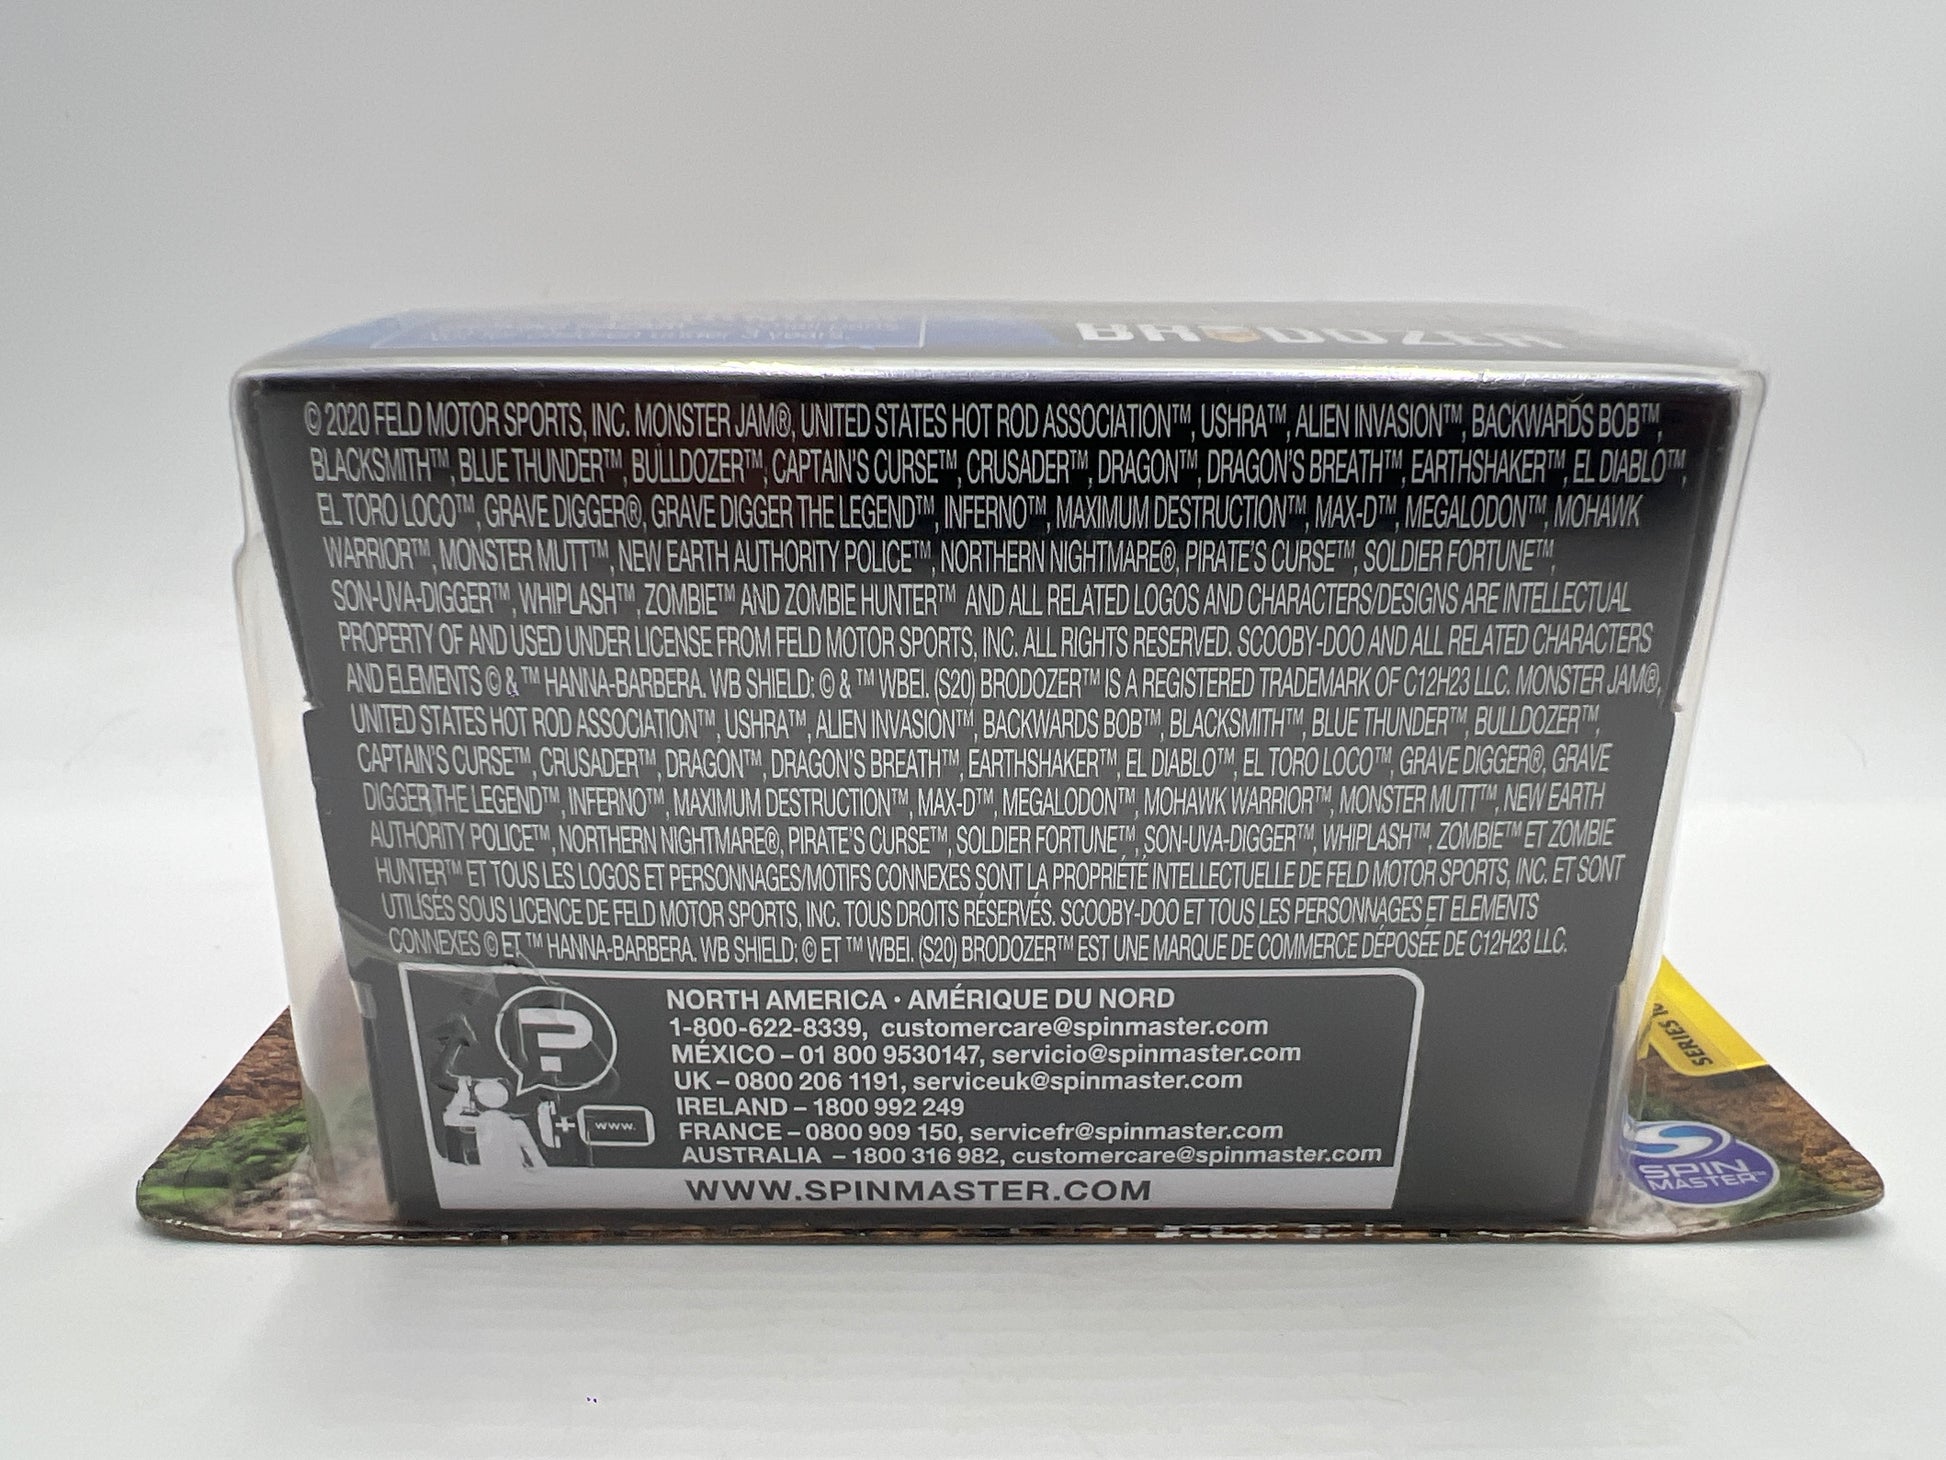 BRODOZER
© 2020 FELD MOTOR SPORTS, INC. MONSTER JAM®, UNITED STATES HOT ROD ASSOCIATION™, USHRA™, ALIEN INVASION™, BACKWARDS BOB™,
BLACKSMITH™, BLUE THUNDER™, BULLDOZER™, CAPTAIN'S CURSE™, CRUSADER™, DRAGON™, DRAGON'S BREATH™, EARTHSHAKER™, EL DIABLO™,
EL TORO LOCO™, GRAVE DIGGER®, GRAVE DIGGER THE LEGEND™, INFERNO™, MAXIMUM DESTRUCTION™, MAX-D™, MEGALODON™, MOHAWK
WARRIOR™, MONSTER MUTT™, NEW EARTH AUTHORITY POLICE™, NORTHERN NIGHTMARE®, PIRATE'S CURSE™, SOLDIER FORTUNE™,
SON-UVA-DIGGER™, WHIPLASH™, ZOMBIE™ AND ZOMBIE HUNTER™ AND ALL RELATED LOGOS AND CHARACTERS/DESIGNS ARE INTELLECTUAL
PROPERTY OF AND USED UNDER LICENSE FROM FELD MOTOR SPORTS, INC. ALL RIGHTS RESERVED. SCOOBY-DOO AND ALL RELATED CHARACTERS
AND ELEMENTS © & ™ HANNA-BARBERA. WB SHIELD: © & ™ WBEI. (S20) BRODOZER™ IS A REGISTERED TRADEMARK OF C12H23 LLC. MONSTER JAM®,
UNITED STATES HOT ROD ASSOCIATION™, USHRA™, ALIEN INVASION™, BACKWARDS BOB™, BLACKSMITH™, BLUE THUNDER™, BULLDOZER™,
CAPTAIN'S CURSE™, CRUSADER™, DRAGON™, DRAGON'S BREATH™, EARTHSHAKER™, EL DIABLO™, EL TORO LOCO™, GRAVE DIGGER®, GRAVE
DIGGER THE LEGEND™, INFERNO™, MAXIMUM DESTRUCTION™, MAX-D™, MEGALODON™, MOHAWK WARRIOR™, MONSTER MUTT™, NEW EARTH
AUTHORITY POLICE™, NORTHERN NIGHTMARE®, PIRATE'S CURSE™, SOLDIER FORTUNE™, SON-UVA-DIGGER™, WHIPLASH™, ZOMBIE™ ET ZOMBIE
HUNTER™ ET TOUS LES LOGOS ET PERSONNAGES/MOTIFS CONNEXES SONT LA PROPRIÉTÉ INTELLECTUELLE DE FELD MOTOR SPORTS, INC. ET SONT
UTILISÉS SOUS LICENCE DE FELD MOTOR SPORTS, INC. TOUS DROITS RÉSERVÉS. SCOOBY-DOO ET TOUS LES PERSONNAGES ET ELEMENTS
CONNEXES © ET ™ HANNA-BARBERA. WB SHIELD: © ET ™ WBEI. (S20) BRODOZER™ EST UNE MARQUE DE COMMERCE DÉPOSÉE DE C12H23 LLC.
?
+ www.
NORTH AMERICA • AMÉRIQUE DU NORD
1-800-622-8339, customercare@spinmaster.com
MÉXICO – 01 800 9530147, servicio@spinmaster.com
UK – 0800 206 1191, serviceuk@spinmaster.com
IRELAND – 1800 992 249
FRANCE – 0800 909 150, servicefr@spinmaster.com
AUSTRALIA – 1800 316 982, customercare@spinmaster.com
WWW.SPINMASTER.COM
SERIES
SPIN
MASTER™